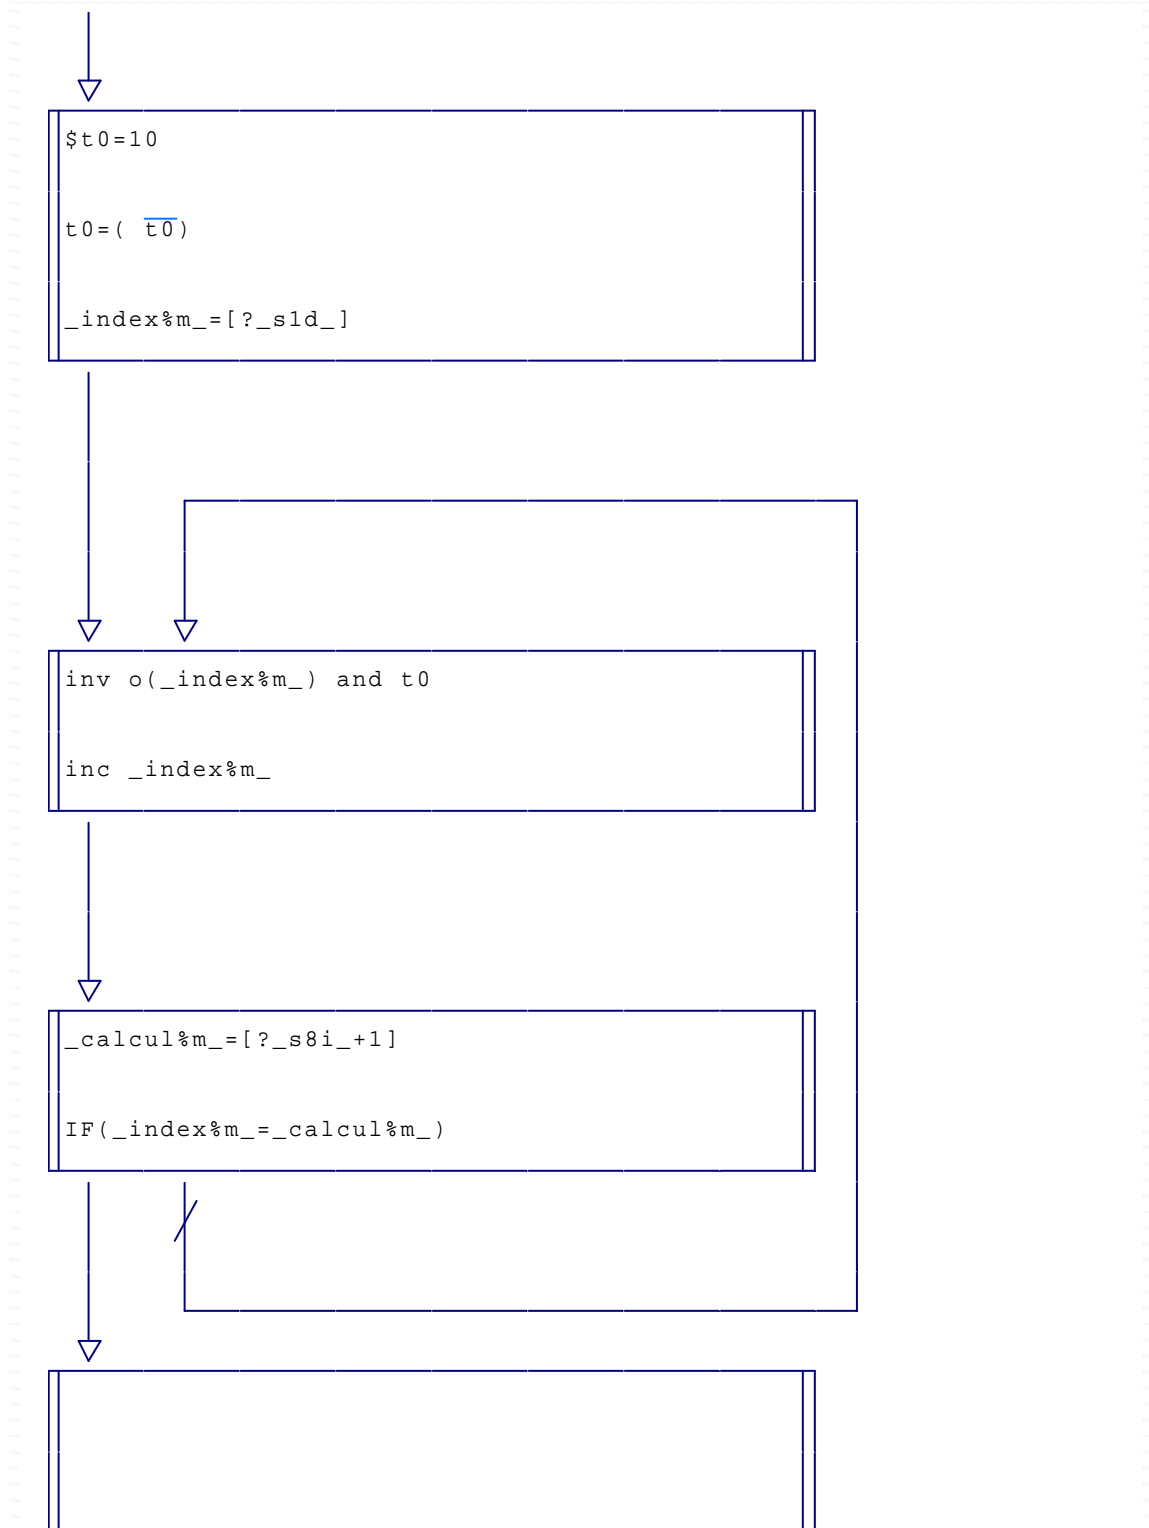 $t0=10
t0=( t̅0̅)
_index%m_=[?_s1d_]
inv o(_index%m_) and t0
inc _index%m_
_calcul%m_=[?_s8i_+1]
IF(_index%m_=_calcul%m_)